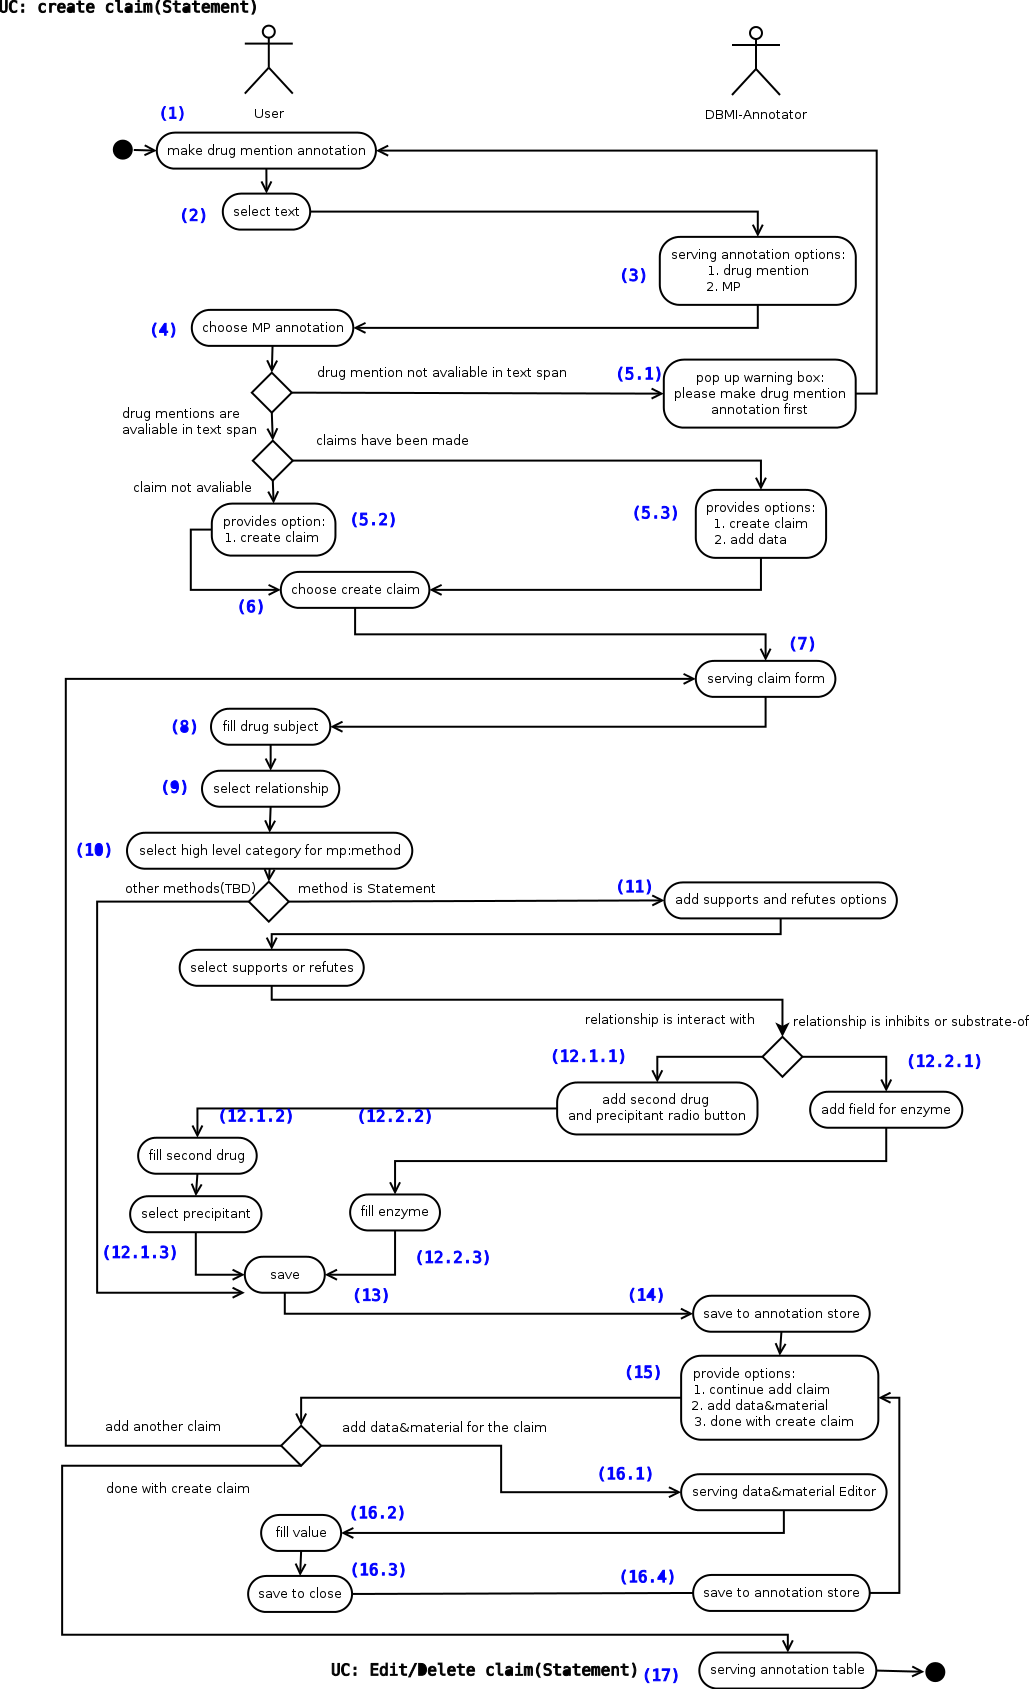 UC: create claim(Statement)
User
DBMI-Annotator
(1)
make drug mention annotation
(2)
select text
(3)
serving annotation options:
1. drug mention
2. MP
(4)
choose MP annotation
drug mention not avaliable in text span
(5.1)
pop up warning box:
please make drug mention
annotation first
drug mentions are
avaliable in text span
claims have been made
claim not avaliable
provides option:
1. create claim
(5.2)
(5.3)
provides options:
1. create claim
2. add data
choose create claim
(6)
(7)
serving claim form
(8)
fill drug subject
(9)
select relationship
(10)
select high level category for mp:method
other methods(TBD)
method is Statement
(11)
add supports and refutes options
select supports or refutes
relationship is interact with
relationship is inhibits or substrate-of
(12.1.1)
(12.2.1)
add second drug
and precipitant radio button
add field for enzyme
(12.1.2)
(12.2.2)
fill second drug
select precipitant
fill enzyme
(12.1.3)
(12.2.3)
save
(13)
(14)
save to annotation store
(15)
provide options:
1. continue add claim
2. add data&material
3. done with create claim
add another claim
add data&material for the claim
done with create claim
(16.1)
serving data&material Editor
(16.2)
fill value
(16.3)
save to close
(16.4)
save to annotation store
UC: Edit/Delete claim(Statement)
(17)
serving annotation table